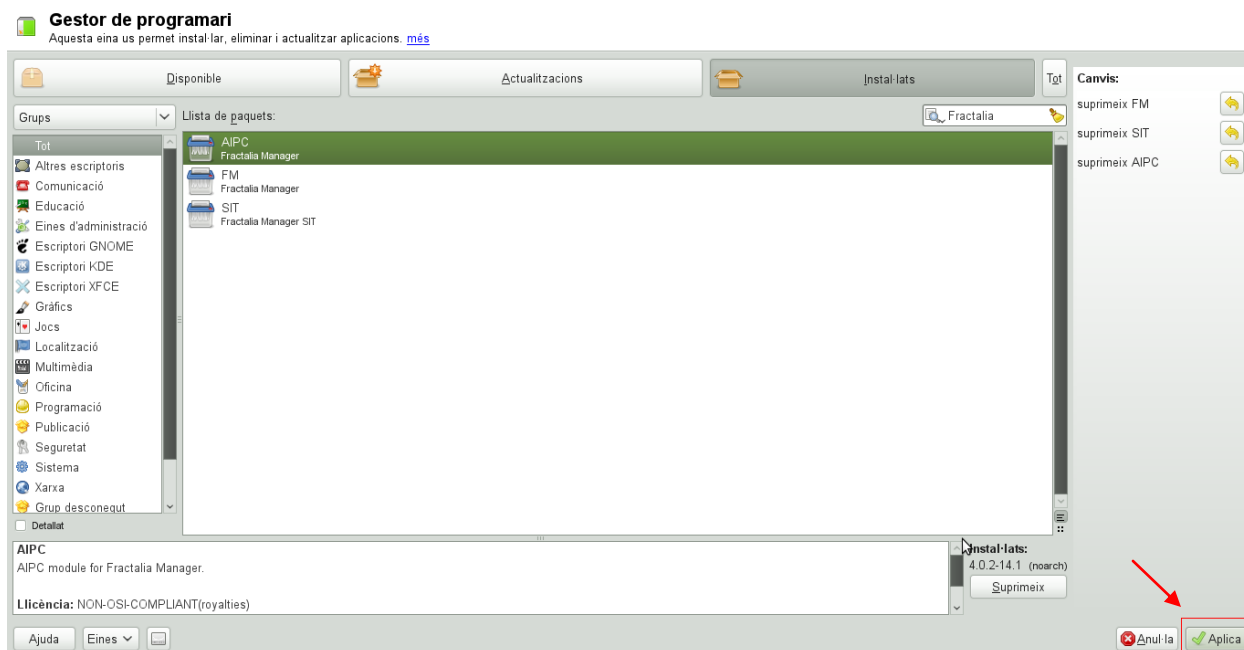 Gestor de programari
Aquesta eina us permet instal·lar, eliminar i actualitzar aplicacions. més
Disponible
Actualitzacions
Instal·lats
Tot
Canvis:
Grups
Llista de paquets:
Fractalia
suprimeix FM
suprimeix SIT
suprimeix AIPC
Tot
Altres escriptoris
Comunicació
Educació
Eines d'administració
Escriptori GNOME
Escriptori KDE
Escriptori XFCE
Gràfics
Jocs
Localització
Multimèdia
Oficina
Programació
Publicació
Seguretat
Sistema
Xarxa
Grup desconegut
Detallat
AIPC
Fractalia Manager
FM
Fractalia Manager
SIT
Fractalia Manager SIT
AIPC
AIPC module for Fractalia Manager.
Llicència: NON-OSI-COMPLIANT(royalties)
Instal·lats:
4.0.2-14.1 (noarch)
Suprimeix
Ajuda
Eines
Anul·la
Aplica